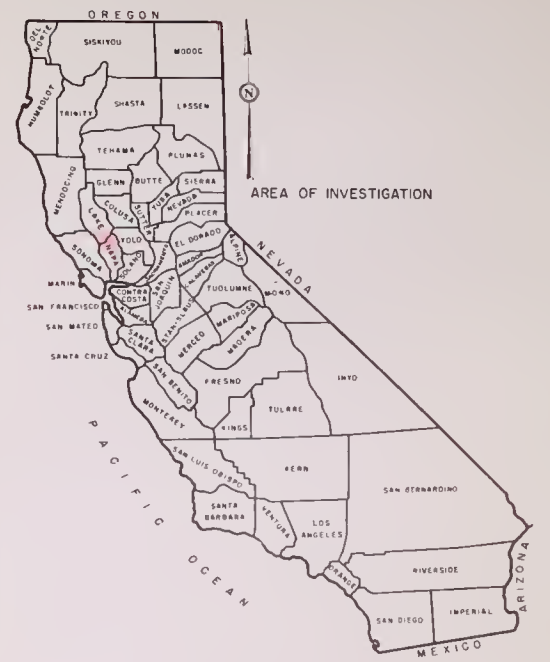 OREGON
DEL NORTE
SISKIYOU
MODOC
HUMBOLDT
TRINITY
SHASTA
LASSEN
N
TEHAMA
PLUMAS
MENDOCINO
GLENN
BUTTE
SIERRA
AREA OF INVESTIGATION
LAKE
COLUSA
SUTTER
YUBA
NEVADA
PLACER
SONOMA
NAPA
YOLO
EL DORADO
NEVADA
SOLANO
SACRAMENTO
AMADOR
ALPINE
MARIN
CONTRA COSTA
SAN JOAQUIN
CALAVERAS
TUOLUMNE
MONO
SAN FRANCISCO
ALAMEDA
STANISLAUS
MARIPOSA
SAN MATEO
SANTA CLARA
MERCED
MADERA
SANTA CRUZ
SAN BENITO
FRESNO
INYO
MONTEREY
KINGS
TULARE
PACIFIC OCEAN
SAN LUIS OBISPO
KERN
SAN BERNARDINO
SANTA BARBARA
VENTURA
LOS ANGELES
ORANGE
RIVERSIDE
ARIZONA
SAN DIEGO
IMPERIAL
MEXICO